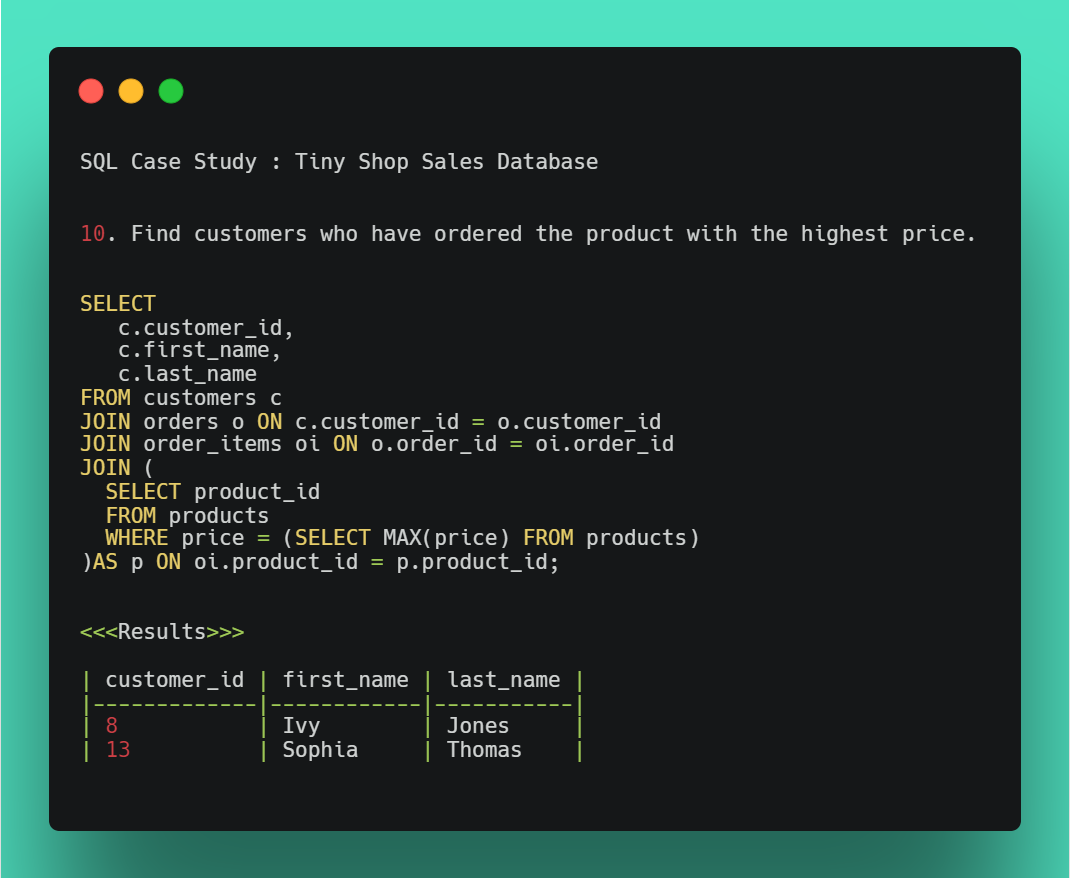 SQL Case Study : Tiny Shop Sales Database
10. Find customers who have ordered the product with the highest price.
SELECT
   c.customer_id,
   c.first_name,
   c.last_name
FROM customers c
JOIN orders o ON c.customer_id = o.customer_id
JOIN order_items oi ON o.order_id = oi.order_id
JOIN (
  SELECT product_id
  FROM products
  WHERE price = (SELECT MAX(price) FROM products)
)AS p ON oi.product_id = p.product_id;
<<<Results>>>
| customer_id | first_name | last_name |
|-------------|------------|-----------|
| 8           | Ivy        | Jones     |
| 13          | Sophia     | Thomas    |